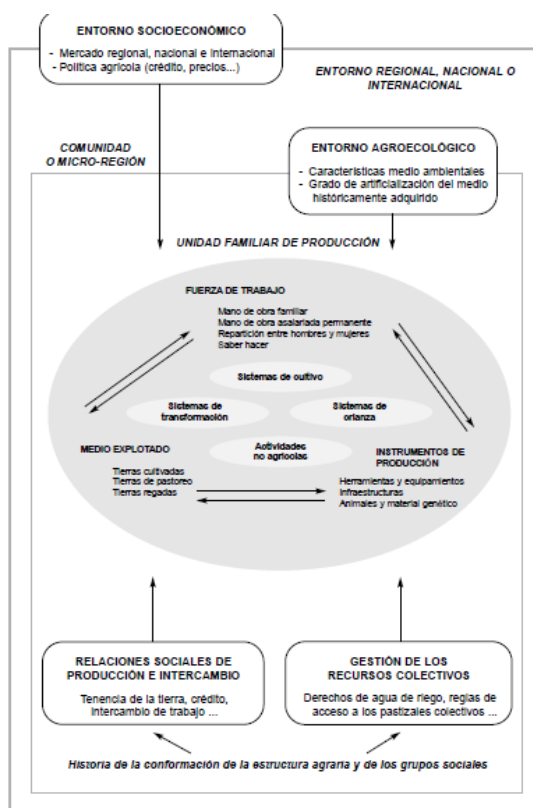 ENTORNO SOCIOECONÓMICO
- Mercado regional, nacional e internacional
- Política agrícola (crédito, precios...)
ENTORNO REGIONAL, NACIONAL O
INTERNACIONAL
COMUNIDAD
O MICRO-REGIÓN
ENTORNO AGROECOLÓGICO
- Características medio ambientales
- Grado de artificialización del medio
históricamente adquirido
UNIDAD FAMILIAR DE PRODUCCIÓN
FUERZA DE TRABAJO
Mano de obra familiar
Mano de obra asalariada permanente
Repartición entre hombres y mujeres
Saber hacer
Sistemas de cultivo
Sistemas de
transformación
Sistemas de
crianza
Actividades
no agrícolas
MEDIO EXPLOTADO
Tierras cultivadas
Tierras de pastoreo
Tierras regadas
INSTRUMENTOS DE
PRODUCCIÓN
Herramientas y equipamientos
Infraestructuras
Animales y material genético
RELACIONES SOCIALES DE
PRODUCCIÓN E INTERCAMBIO
Tenencia de la tierra, crédito,
intercambio de trabajo ...
GESTIÓN DE LOS
RECURSOS COLECTIVOS
Derechos de agua de riego, reglas de
acceso a los pastizales colectivos ...
Historia de la conformación de la estructura agraria y de los grupos sociales